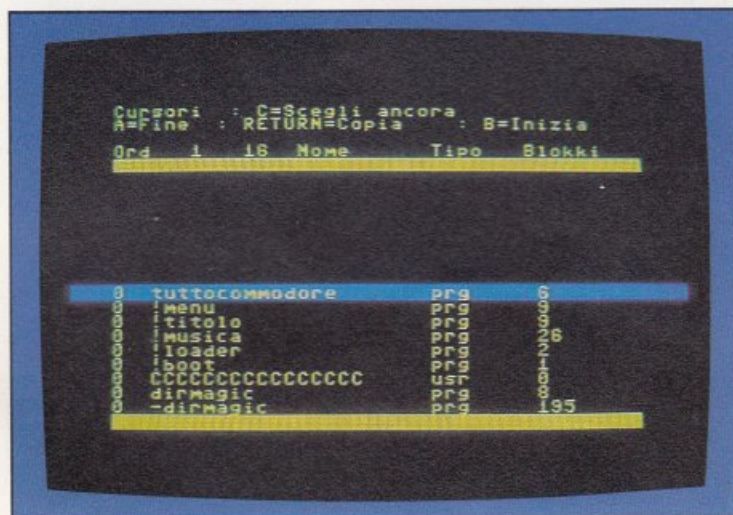 Cursori : C=Scegli ancora
A=Fine : RETURN=Copia : B=Inizia
Ord 1 16 Nome Tipo Blokki
0 tuttocommodore prg 6
0 !menu prg 9
0 !titolo prg 9
0 !musica prg 26
0 !loader prg 2
0 !boot prg 1
0 CCCCCCCCCCCCCCCC usr 0
0 dirmagic prg 8
0 -dirmagic prg 195